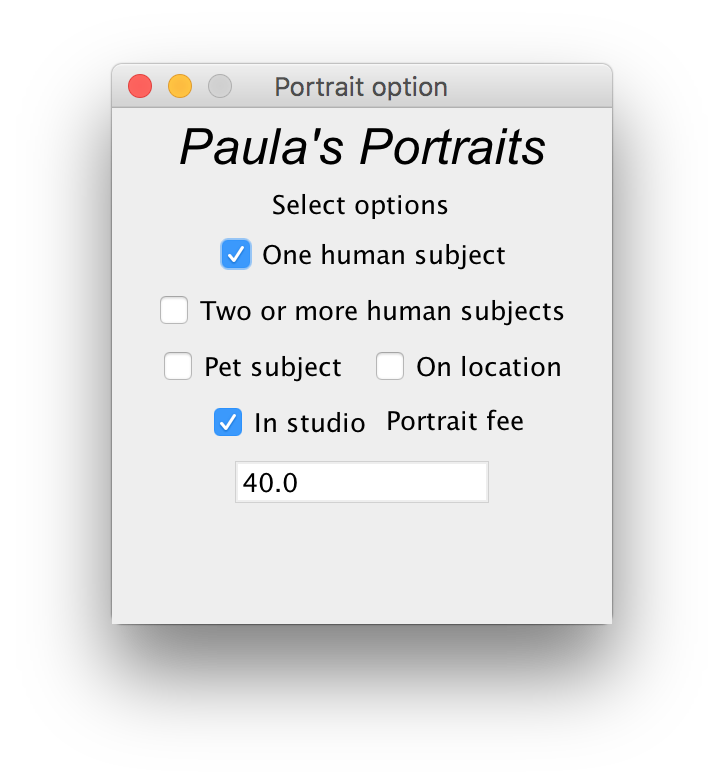 Portrait option
Paula's Portraits
Select options
One human subject
Two or more human subjects
Pet subject On location
In studio Portrait fee
40.0